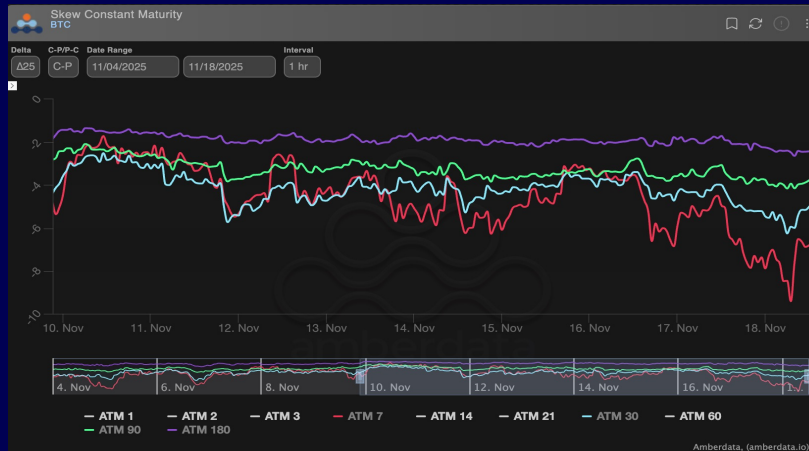 Skew Constant Maturity
BTC
Delta C-P/P-C Date Range Interval
Δ25 C-P 11/04/2025 11/18/2025 1 hr
0
-2
-4
-6
-8
-10
10. Nov 11. Nov 12. Nov 13. Nov 14. Nov 15. Nov 16. Nov 17. Nov 18. Nov
4. Nov 6. Nov 8. Nov 10. Nov 12. Nov 14. Nov 16. Nov 1...
ATM 1 ATM 2 ATM 3 ATM 7 ATM 14 ATM 21 ATM 30 ATM 60
ATM 90 ATM 180
Amberdata, (amberdata.io)